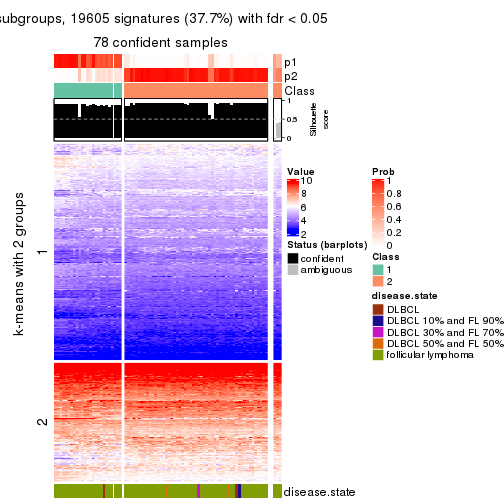 subgroups, 19605 signatures (37.7%) with fdr < 0.05
78 confident samples
p1
p2
Class
1
0.5
0
Silhouette
score
k-means with 2 groups
1
2
disease.state
Value
10
8
6
4
2
Status (barplots)
confident
ambiguous
Prob
1
0.8
0.6
0.4
0.2
0
Class
1
2
disease.state
DLBCL
DLBCL 10% and FL 90%
DLBCL 30% and FL 70%
DLBCL 50% and FL 50%
follicular lymphoma